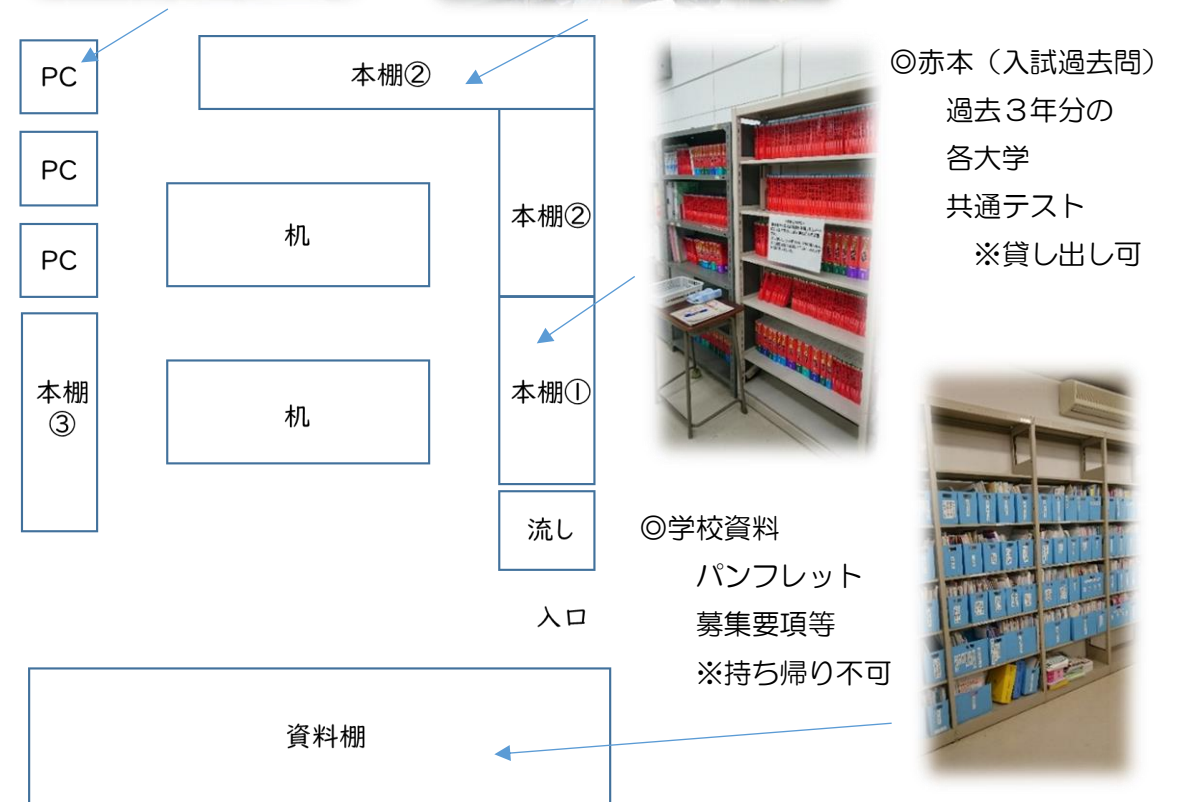 PC
本棚②
PC
PC
机
本棚②
本棚③
机
本棚①
流し
入口
資料棚
◎赤本（入試過去問）
過去３年分の
各大学
共通テスト
※貸し出し可
◎学校資料
パンフレット
募集要項等
※持ち帰り不可